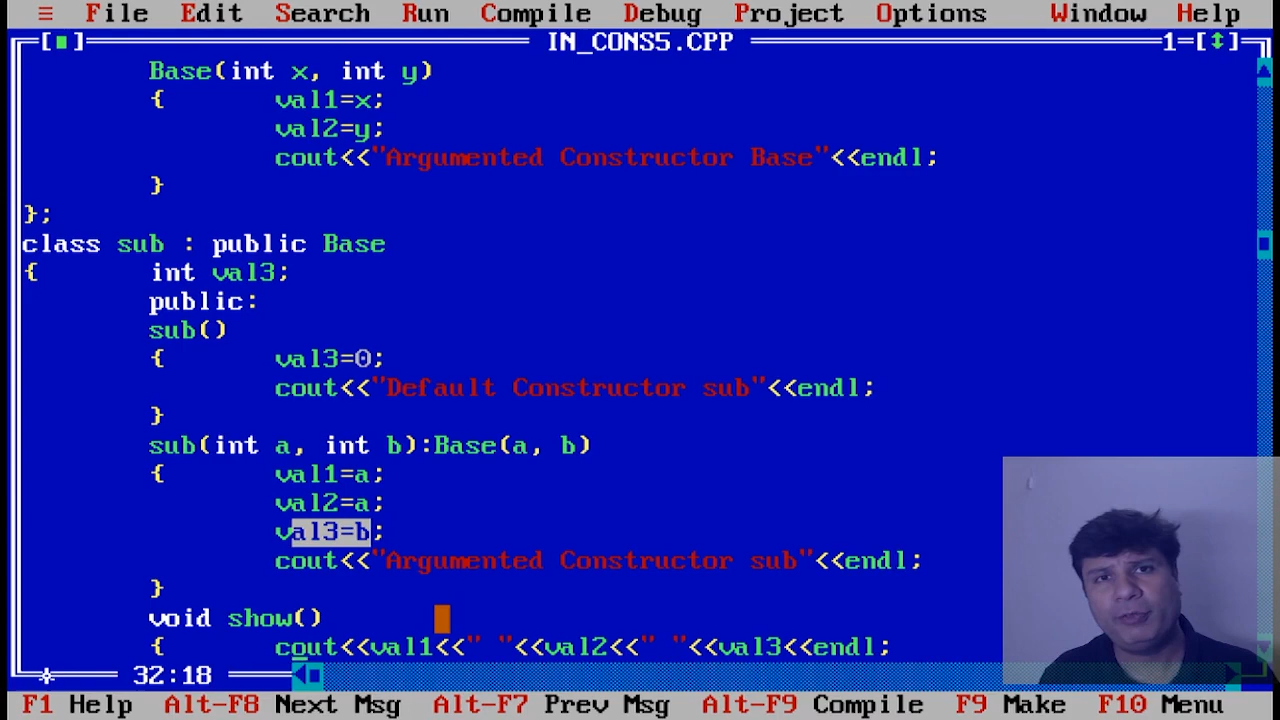 ≡ File Edit Search Run Compile Debug Project Options Window Help
[■] IN_CONS5.CPP 1=[↕]
Base(int x, int y)
{ val1=x;
val2=y;
cout<<"Argumented Constructor Base"<<endl;
}
};
class sub : public Base
{ int val3;
public:
sub()
{ val3=0;
cout<<"Default Constructor sub"<<endl;
}
sub(int a, int b):Base(a, b)
{ val1=a;
val2=a;
val3=b;
cout<<"Argumented Constructor sub"<<endl;
}
void show()
{ cout<<val1<<" "<<val2<<" "<<val3<<endl;
32:18
F1 Help Alt-F8 Next Msg Alt-F7 Prev Msg Alt-F9 Compile F9 Make F10 Menu